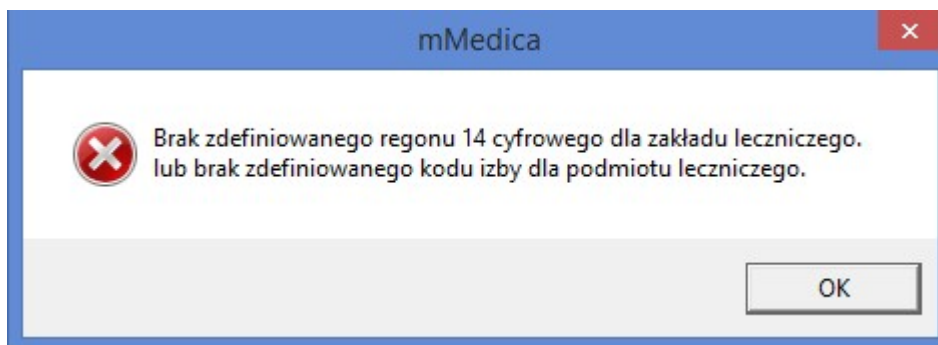 mMedica
Brak zdefiniowanego regonu 14 cyfrowego dla zakładu leczniczego.
lub brak zdefiniowanego kodu izby dla podmiotu leczniczego.
OK